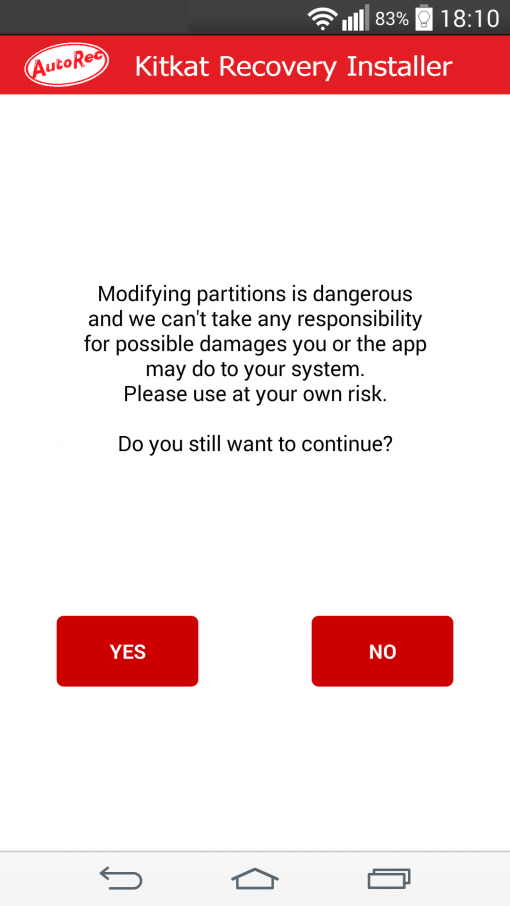 83% 18:10
AutoRec Kitkat Recovery Installer
Modifying partitions is dangerous
and we can't take any responsibility
for possible damages you or the app
may do to your system.
Please use at your own risk.
Do you still want to continue?
YES NO